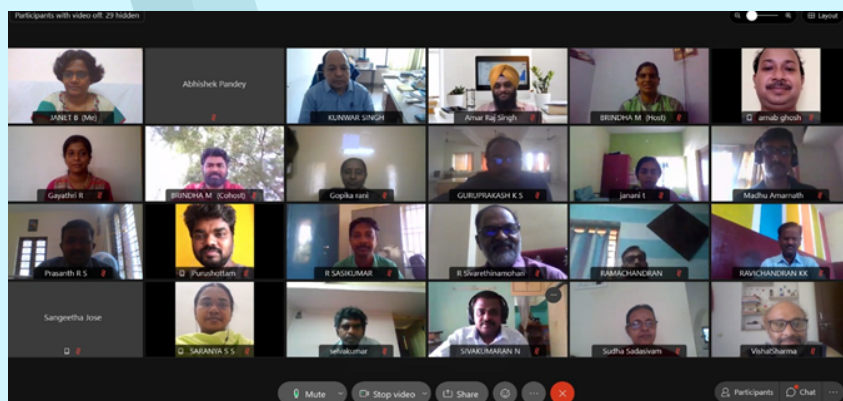 Participants with video off: 29 hidden
Layout
JANET B (Me)
Abhishek Pandey
KUNWAR SINGH
Amar Raj Singh
BRINDHA M (Host)
arnab ghosh
Gayathri R
BRINDHA M (Cohost)
Gopika rani
GURUPRAKASH K S
janani t
Madhu Amarnath
Prasanth R S
Purushottam
R SASIKUMAR
R Sivarethinamohan
RAMACHANDRAN
RAVICHANDRAN KK
Sangeetha Jose
SARANYA S S
selvakumar
SIVAKUMARAN N
Sudha Sadasivam
VishalSharma
Mute
Stop video
Share
Participants
Chat